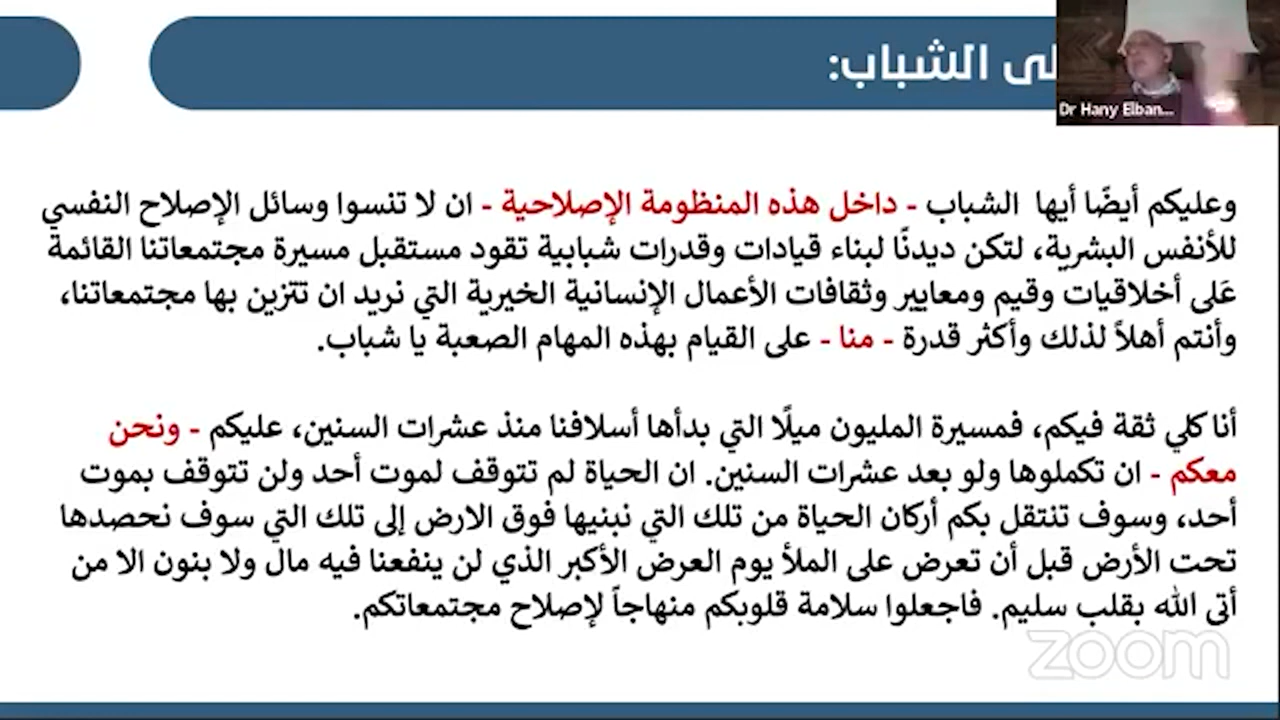 لى الشباب:
Dr Hany Elban...
وعليكم أيضًا أيها الشباب - داخل هذه المنظومة الإصلاحية - ان لا تنسوا وسائل الإصلاح النفسي
للأنفس البشرية، لتكن ديدنًا لبناء قيادات وقدرات شبابية تقود مستقبل مسيرة مجتمعاتنا القائمة
عَلى أخلاقيات وقيم ومعايير وثقافات الأعمال الإنسانية الخيرية التي نريد ان تتزين بها مجتمعاتنا،
وأنتم أهلاً لذلك وأكثر قدرة - منا - على القيام بهذه المهام الصعبة يا شباب.
أنا كلي ثقة فيكم، فمسيرة المليون ميلًا التي بدأها أسلافنا منذ عشرات السنين، عليكم - ونحن
معكم - ان تكملوها ولو بعد عشرات السنين. ان الحياة لم تتوقف لموت أحد ولن تتوقف بموت
أحد، وسوف تنتقل بكم أركان الحياة من تلك التي نبنيها فوق الارض إلى تلك التي سوف نحصدها
تحت الأرض قبل أن تعرض على الملأ يوم العرض الأكبر الذي لن ينفعنا فيه مال ولا بنون الا من
أتى الله بقلب سليم. فاجعلوا سلامة قلوبكم منهاجاً لإصلاح مجتمعاتكم.
zoom